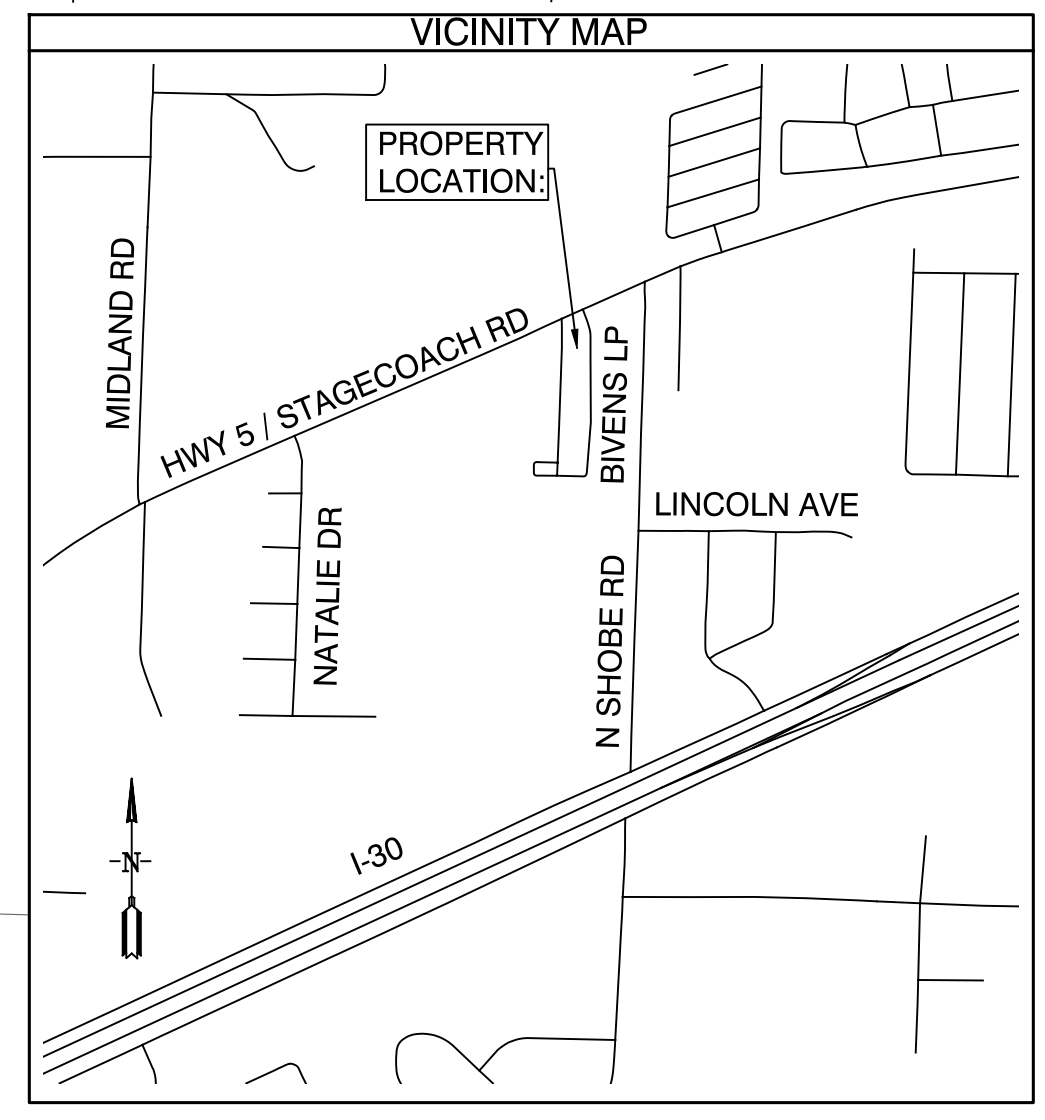 VICINITY MAP
PROPERTY
LOCATION:
MIDLAND RD
HWY 5 / STAGECOACH RD
BIVENS LP
LINCOLN AVE
NATALIE DR
N SHOBE RD
I-30
-N-